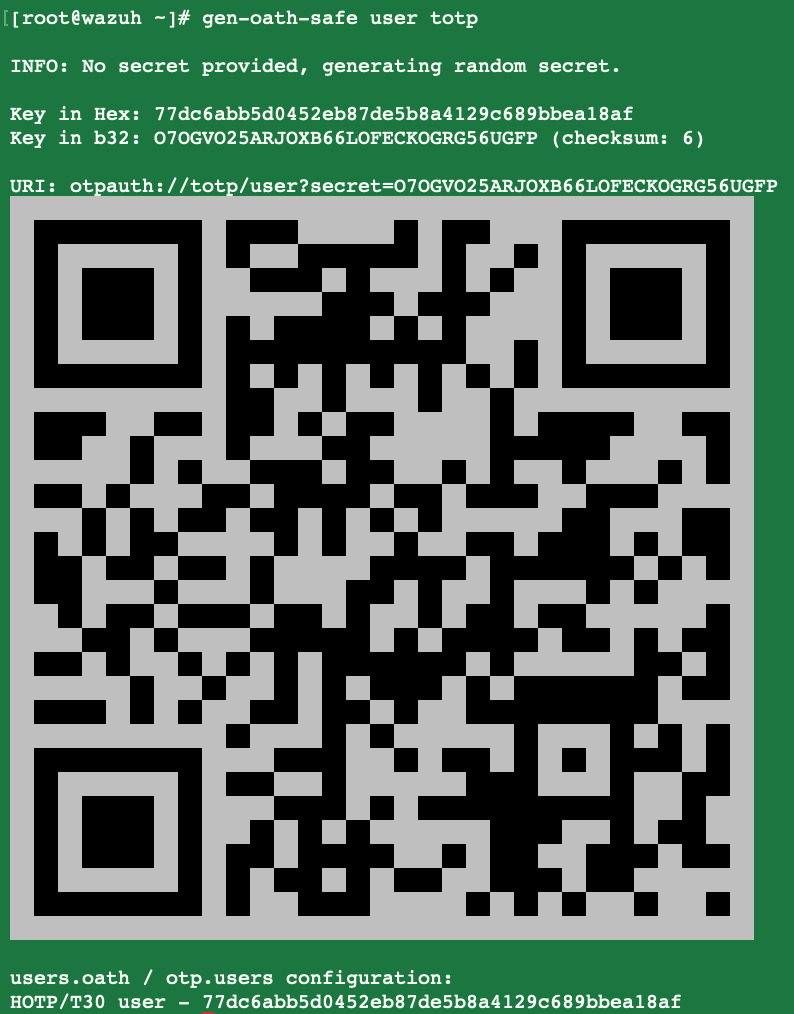 [[root@wazuh ~]# gen-oath-safe user totp
INFO: No secret provided, generating random secret.
Key in Hex: 77dc6abb5d0452eb87de5b8a4129c689bbea18af
Key in b32: O7OGVO25ARJOXB66LOFECKOGRG56UGFP (checksum: 6)
URI: otpauth://totp/user?secret=O7OGVO25ARJOXB66LOFECKOGRG56UGFP
users.oath / otp.users configuration:
HOTP/T30 user - 77dc6abb5d0452eb87de5b8a4129c689bbea18af